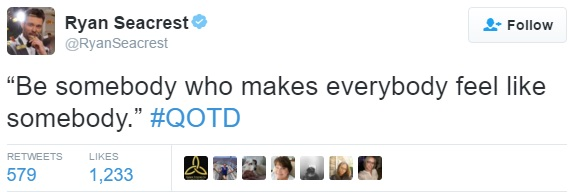 Ryan Seacrest
@RyanSeacrest
Follow
“Be somebody who makes everybody feel like
somebody.” #QOTD
RETWEETS LIKES
579 1,233